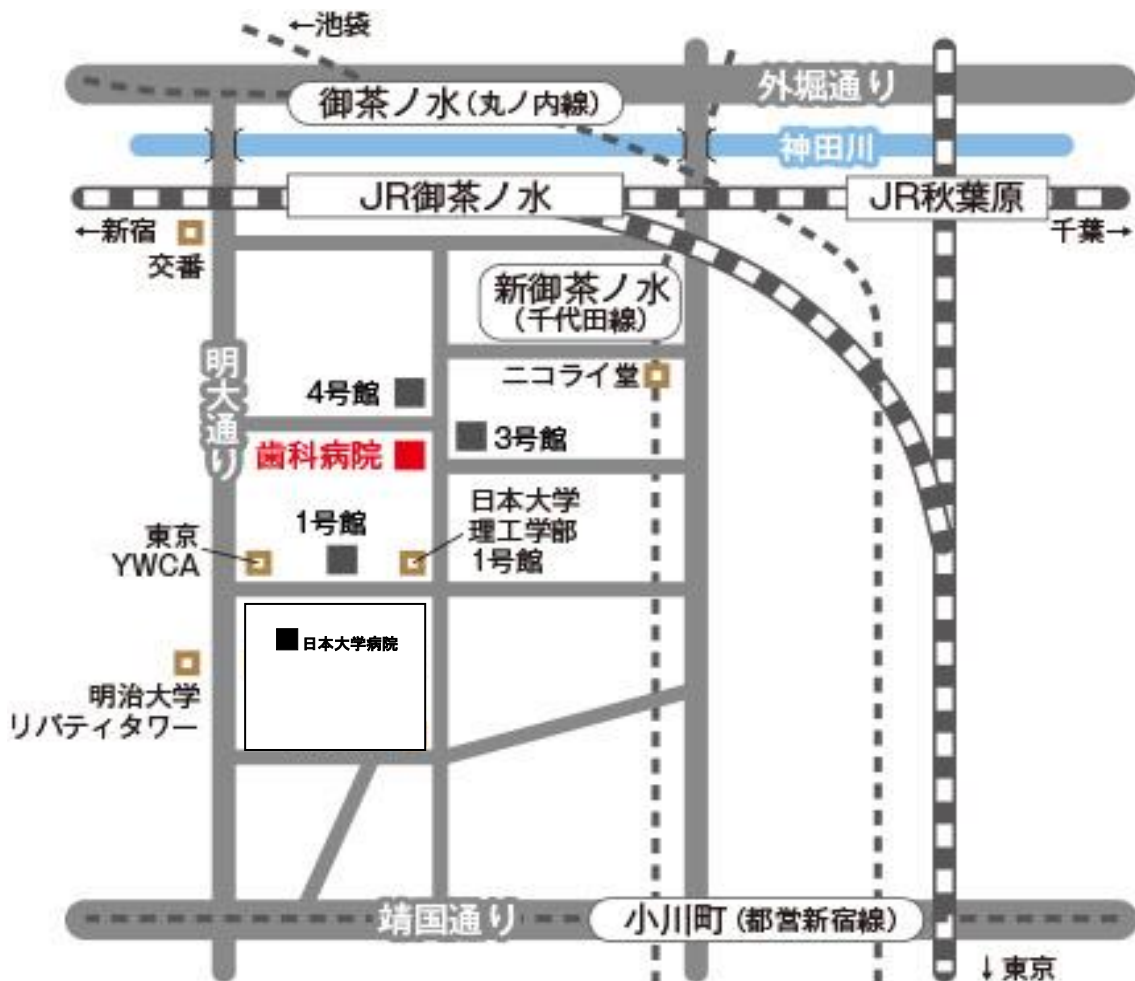 ←池袋
外堀通り
御茶ノ水(丸ノ内線)
神田川
JR御茶ノ水
JR秋葉原
←新宿
千葉→
交番
新御茶ノ水
(千代田線)
明大通り
ニコライ堂
4号館
3号館
歯科病院
1号館
日本大学
理工学部
1号館
東京
YWCA
日本大学病院
明治大学
リバティタワー
靖国通り
小川町(都営新宿線)
↓東京